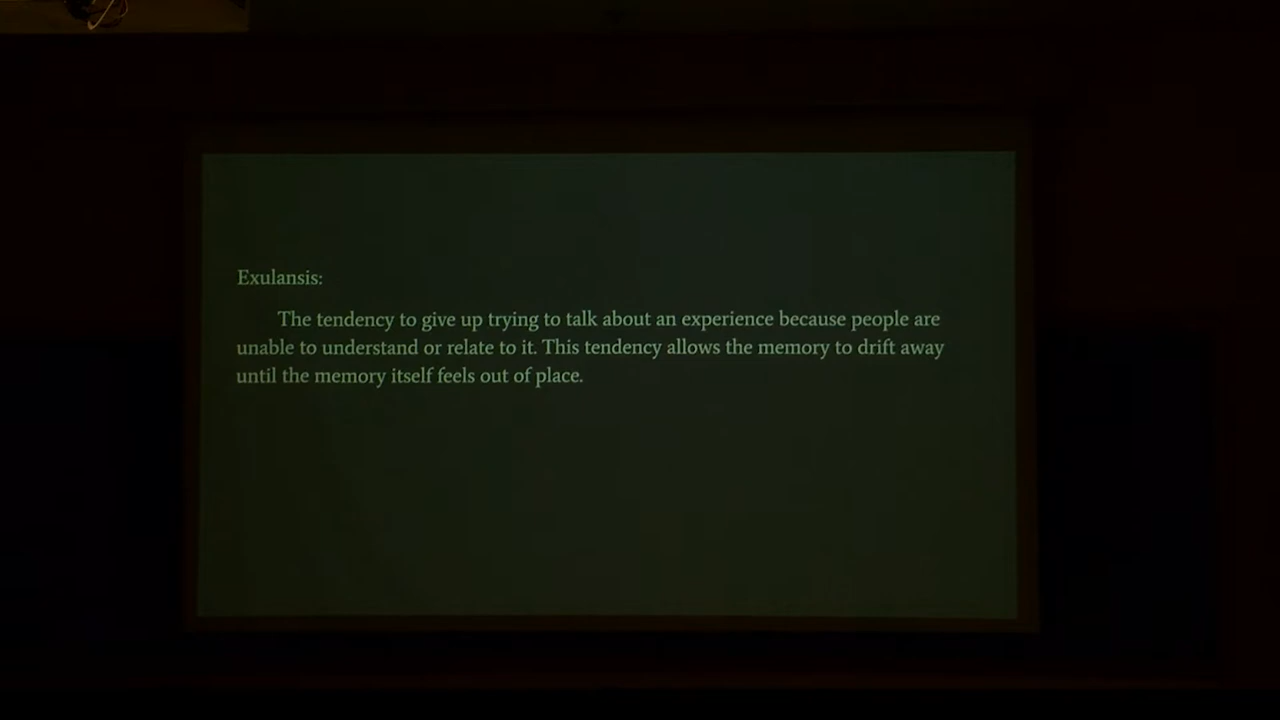 Exulansis:
The tendency to give up trying to talk about an experience because people are
unable to understand or relate to it. This tendency allows the memory to drift away
until the memory itself feels out of place.